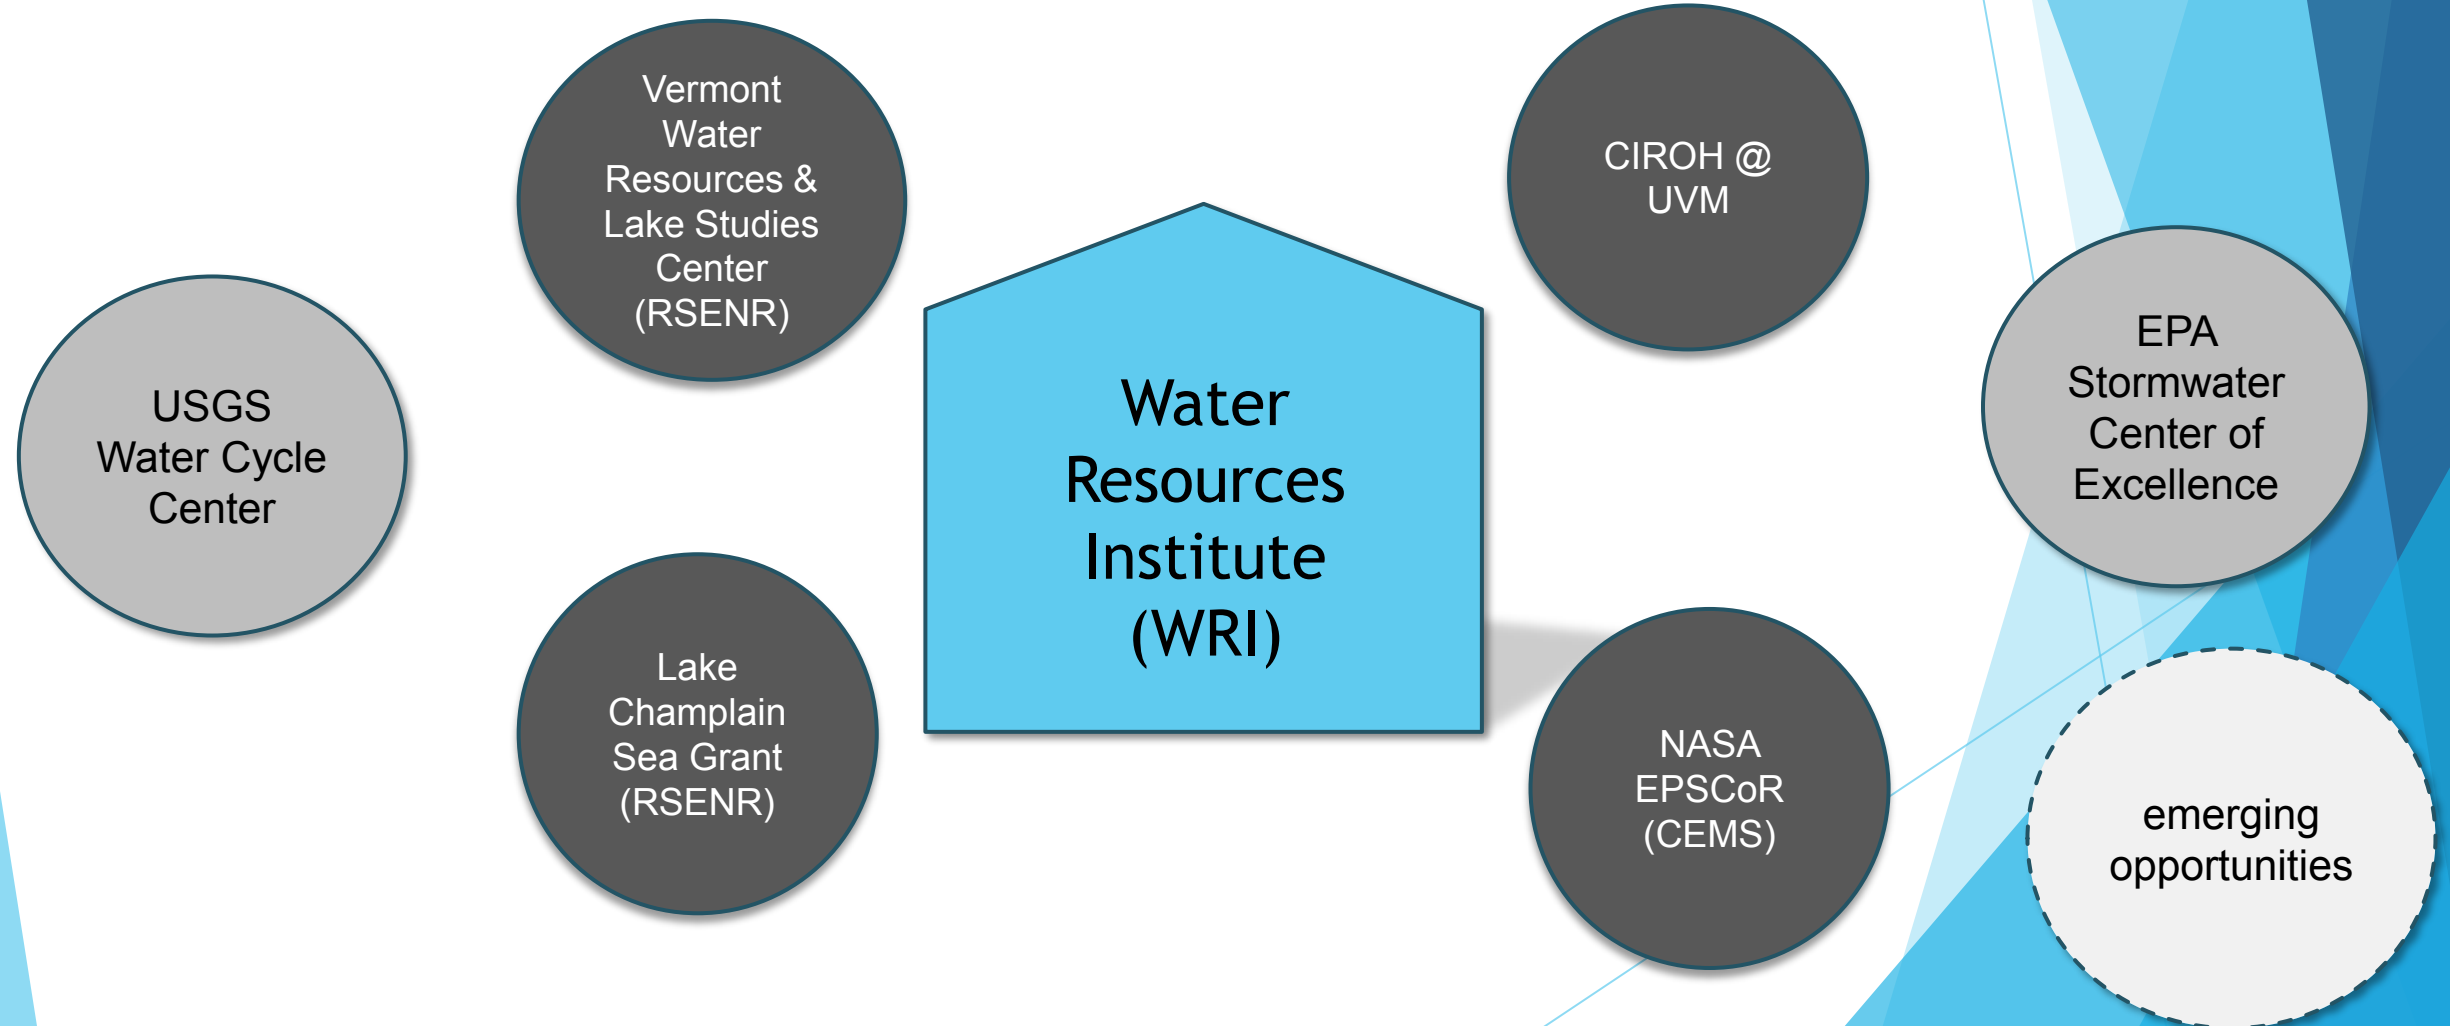 Vermont
Water
Resources &
Lake Studies
Center
(RSENR)
CIROH @
UVM
USGS
Water Cycle
Center
Water
Resources
Institute
(WRI)
EPA
Stormwater
Center of
Excellence
Lake
Champlain
Sea Grant
(RSENR)
NASA
EPSCoR
(CEMS)
emerging
opportunities